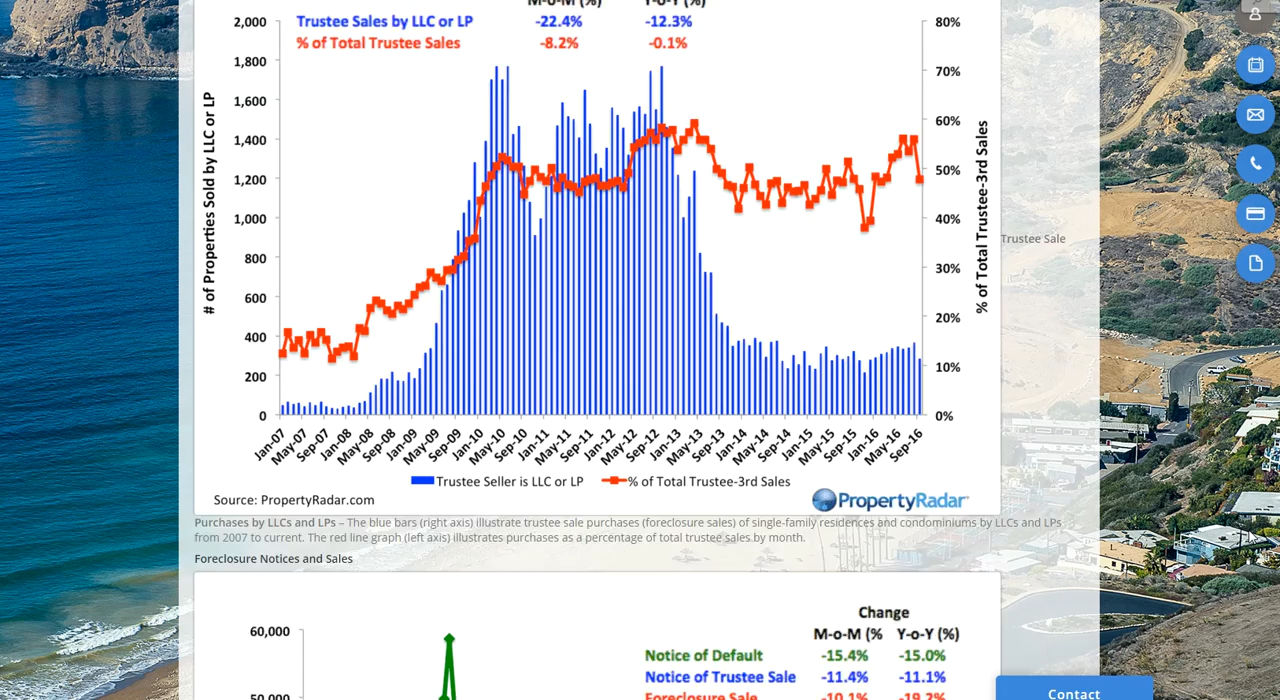 M-o-M (%) Y-o-Y (%)
Trustee Sales by LLC or LP -22.4% -12.3%
% of Total Trustee Sales -8.2% -0.1%
2,000
1,800
1,600
1,400
1,200
1,000
800
600
400
200
0
# of Properties Sold by LLC or LP
80%
70%
60%
50%
40%
30%
20%
10%
0%
% of Total Trustee-3rd Sales
Trustee Sale
Jan-07 May-07 Sep-07 Jan-08 May-08 Sep-08 Jan-09 May-09 Sep-09 Jan-10 May-10 Sep-10 Jan-11 May-11 Sep-11 Jan-12 May-12 Sep-12 Jan-13 May-13 Sep-13 Jan-14 May-14 Sep-14 Jan-15 May-15 Sep-15 Jan-16 May-16 Sep-16
Trustee Seller is LLC or LP % of Total Trustee-3rd Sales
Source: PropertyRadar.com
PropertyRadar
Purchases by LLCs and LPs – The blue bars (right axis) illustrate trustee sale purchases (foreclosure sales) of single-family residences and condominiums by LLCs and LPs
from 2007 to current. The red line graph (left axis) illustrates purchases as a percentage of total trustee sales by month.
Foreclosure Notices and Sales
Change
M-o-M (% Y-o-Y (%)
Notice of Default -15.4% -15.0%
Notice of Trustee Sale -11.4% -11.1%
Foreclosure Sale -10.1% -19.2%
60,000
50,000
Contact